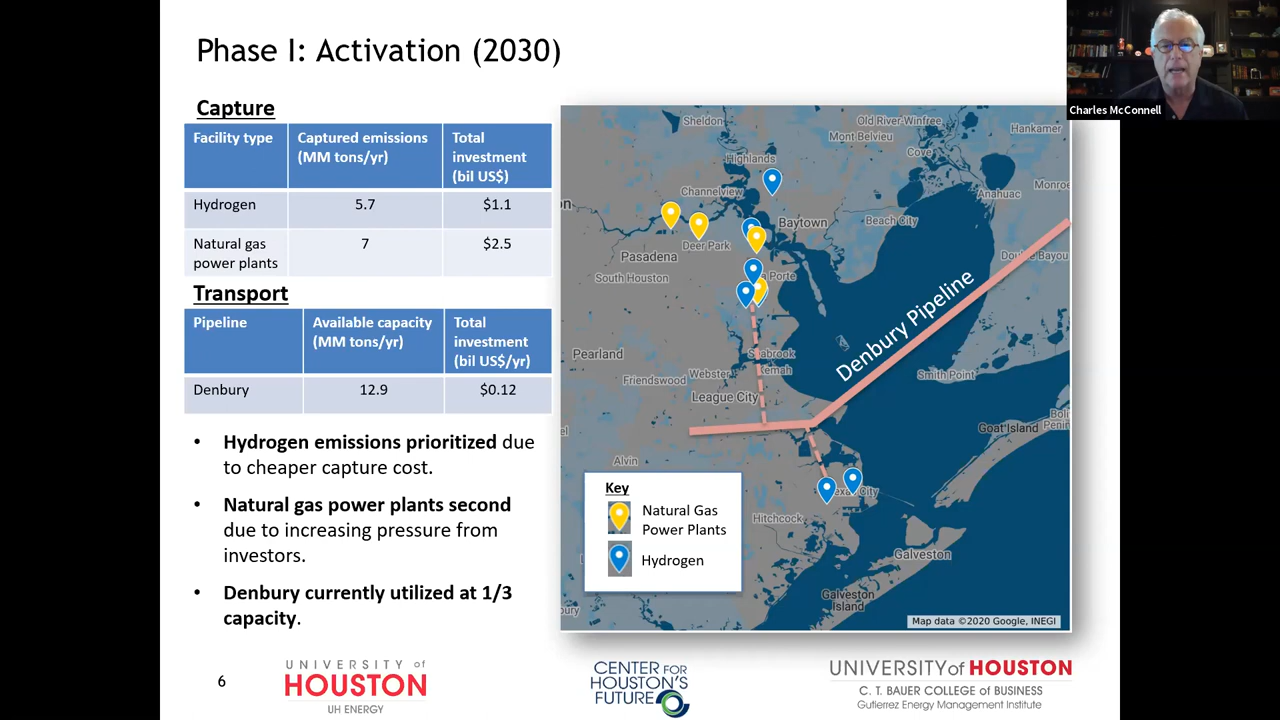 Phase I: Activation (2030)
Charles McConnell
Capture
Facility type
Captured emissions
(MM tons/yr)
Total
investment
(bil US$)
Hydrogen
5.7
$1.1
Natural gas
power plants
7
$2.5
Transport
Pipeline
Available capacity
(MM tons/yr)
Total
investment
(bil US$/yr)
Denbury
12.9
$0.12
• Hydrogen emissions prioritized due
to cheaper capture cost.
• Natural gas power plants second
due to increasing pressure from
investors.
• Denbury currently utilized at 1/3
capacity.
Sheldon
Old River-Winfree
Mont Belvieu
Hankamer
Cove
Highlands
Channelview
Anahuac
Monroe
Baytown
Beach City
Deer Park
Pasadena
South Houston
Porte
Pearland
Seabrook
Kemah
Webster
Friendswood
League City
Smith Point
Denbury Pipeline
Goat Island
Alvin
Hitchcock
City
Galveston
Galveston
Island
Key
Natural Gas
Power Plants
Hydrogen
Map data ©2020 Google, INEGI
6
UNIVERSITY of
HOUSTON
UH ENERGY
CENTER FOR
HOUSTON'S
FUTURE
UNIVERSITY of HOUSTON
C. T. BAUER COLLEGE of BUSINESS
Gutierrez Energy Management Institute